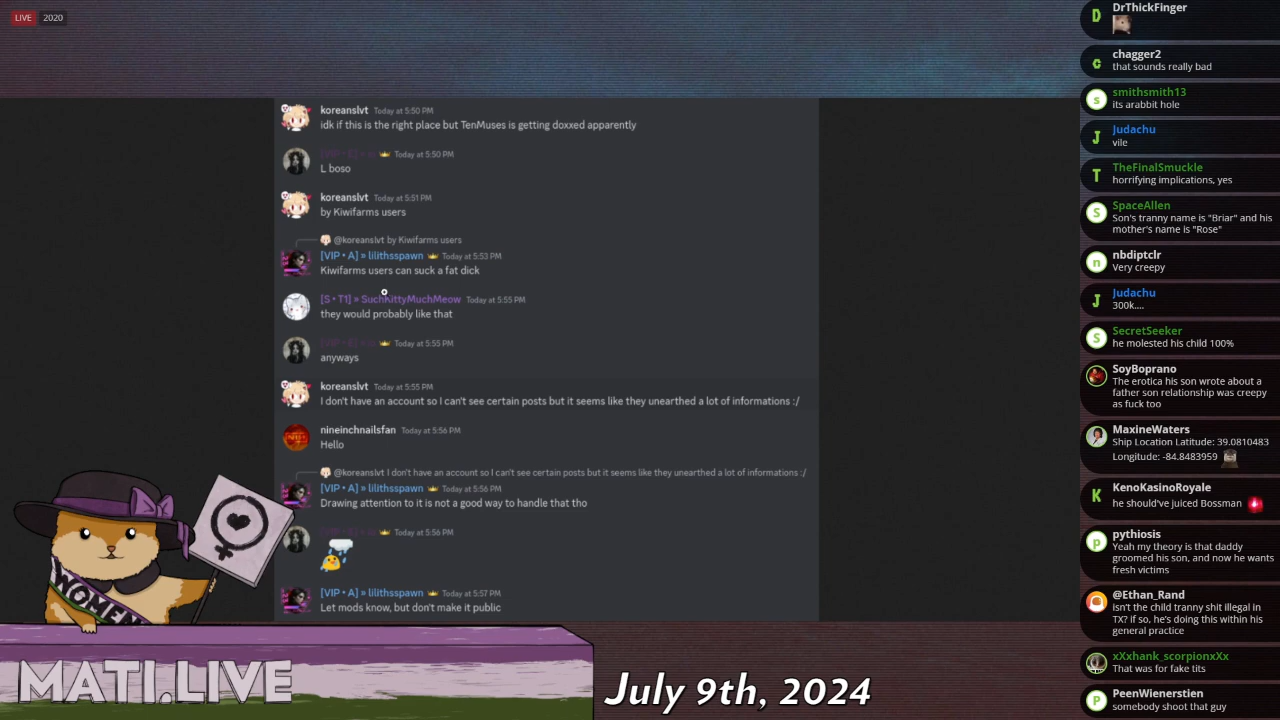 LIVE 2020
koreanslvt Today at 5:50 PM
idk if this is the right place but TenMuses is getting doxxed apparently
Today at 5:50 PM
L boso
koreanslvt Today at 5:51 PM
by Kiwifarms users
@koreanslvt by Kiwifarms users
[VIP • A] » lilithsspawn Today at 5:53 PM
Kiwifarms users can suck a fat dick
[S • T1] » SuchKittyMuchMeow Today at 5:55 PM
they would probably like that
Today at 5:55 PM
anyways
koreanslvt Today at 5:55 PM
I don't have an account so I can't see certain posts but it seems like they unearthed a lot of informations :/
nineinchnailsfan Today at 5:56 PM
Hello
@koreanslvt I don't have an account so I can't see certain posts but it seems like they unearthed a lot of informations :/
[VIP • A] » lilithsspawn Today at 5:56 PM
Drawing attention to it is not a good way to handle that tho
Today at 5:56 PM
[VIP • A] » lilithsspawn Today at 5:57 PM
Let mods know, but don't make it public
WOMEN
MATI.LIVE
July 9th, 2024
D
DrThickFinger
c
chagger2
that sounds really bad
s
smithsmith13
its arabbit hole
J
Judachu
vile
T
TheFinalSmuckle
horrifying implications, yes
S
SpaceAllen
Son's tranny name is "Briar" and his
mother's name is "Rose"
n
nbdiptclr
Very creepy
J
Judachu
300k....
S
SecretSeeker
he molested his child 100%
SoyBoprano
The erotica his son wrote about a
father son relationship was creepy
as fuck too
MaxineWaters
Ship Location Latitude: 39.0810483
Longitude: -84.8483959
K
KenoKasinoRoyale
he should've juiced Bossman
p
pythiosis
Yeah my theory is that daddy
groomed his son, and now he wants
fresh victims
@Ethan_Rand
Isn't the child tranny shit illegal in
TX? If so, he's doing this within his
general practice
xXxhank_scorpionxXx
That was for fake tits
P
PeenWienerstien
somebody shoot that guy